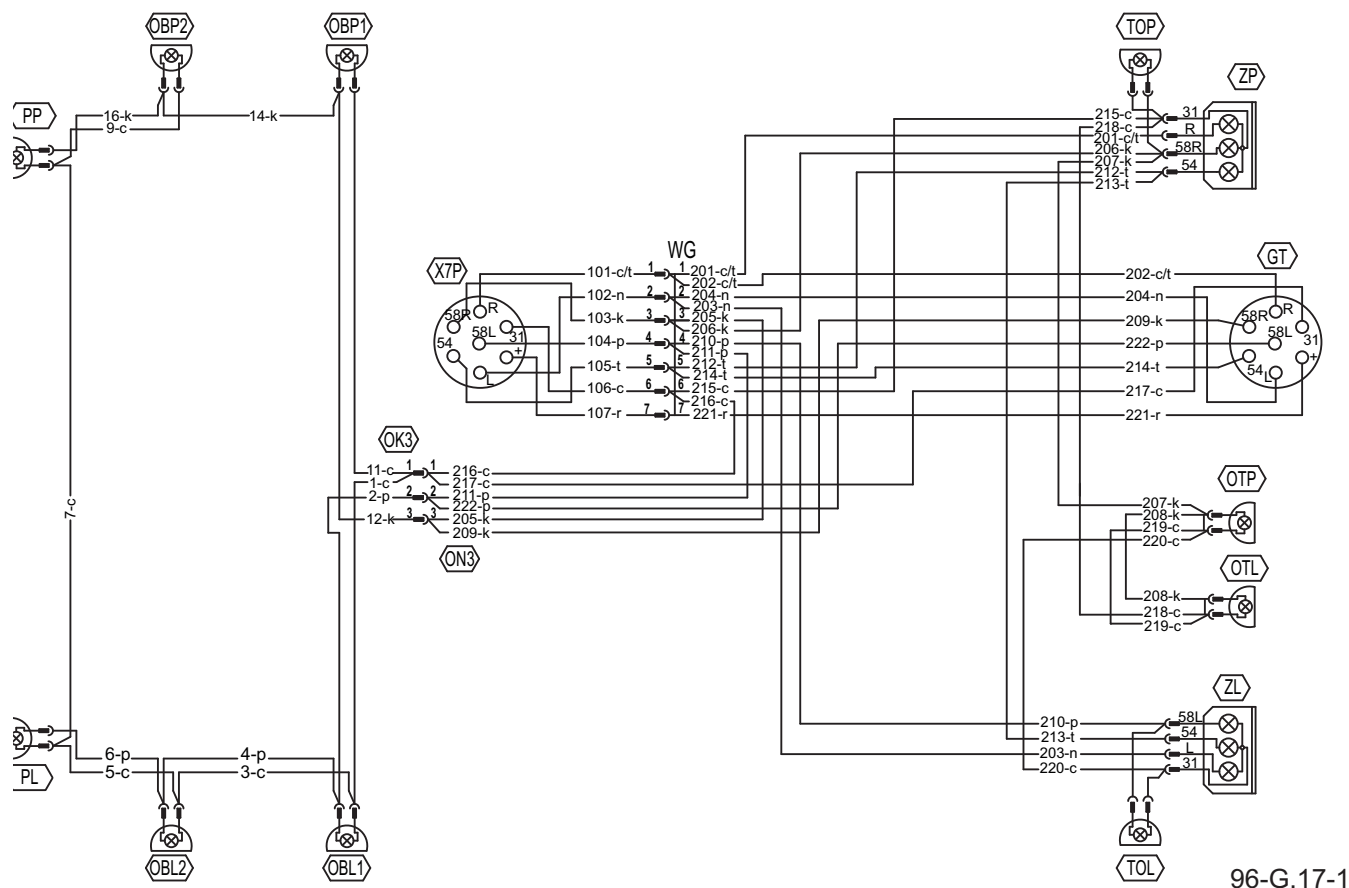 OBP2
OBP1
TOP
ZP
PP
16-k
9-c
14-k
215-c
218-c
201-c/t
206-k
207-k
212-t
213-t
31
R
58R
54
WG
X7P
GT
101-c/t
1
1
201-c/t
202-c/t
202-c/t
102-n
2
2
204-n
203-n
204-n
103-k
3
3
205-k
206-k
209-k
104-p
4
4
210-p
211-p
222-p
105-t
5
5
212-t
214-t
214-t
106-c
6
6
215-c
216-c
217-c
107-r
7
7
221-r
221-r
58R
R
58L
31
54
+
L
58R
R
58L
31
54
+
L
OK3
11-c
1
1
216-c
1-c
217-c
2-p
2
2
211-p
222-p
12-k
3
3
205-k
209-k
ON3
7-c
OTP
207-k
208-k
219-c
220-c
OTL
208-k
218-c
219-c
ZL
210-p
58L
213-t
54
203-n
L
220-c
31
6-p
4-p
5-c
3-c
PL
OBL2
OBL1
TOL
96-G.17-1